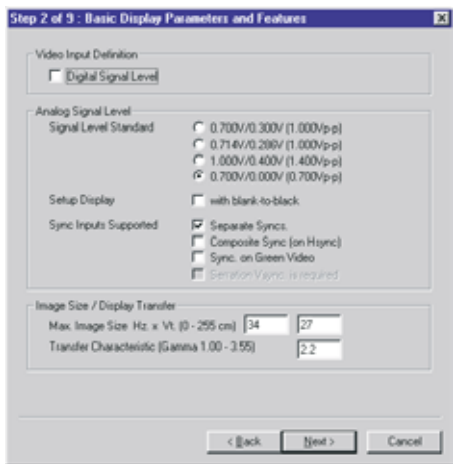 Step 2 of 9 : Basic Display Parameters and Features
Video Input Definition
Digital Signal Level
Analog Signal Level
Signal Level Standard
0.700V/0.300V (1.000Vp-p)
0.714V/0.286V (1.000Vp-p)
1.000V/0.400V (1.400Vp-p)
0.700V/0.000V (0.700Vp-p)
Setup Display
with blank-to-black
Sync Inputs Supported
Separate Syncs.
Composite Sync (on Hsync)
Sync. on Green Video
Serration Vsync. is required
Image Size / Display Transfer
Max. Image Size Hz. x Vt. (0 - 255 cm) 34 27
Transfer Characteristic (Gamma 1.00 - 3.55) 2.2
< Back Next > Cancel